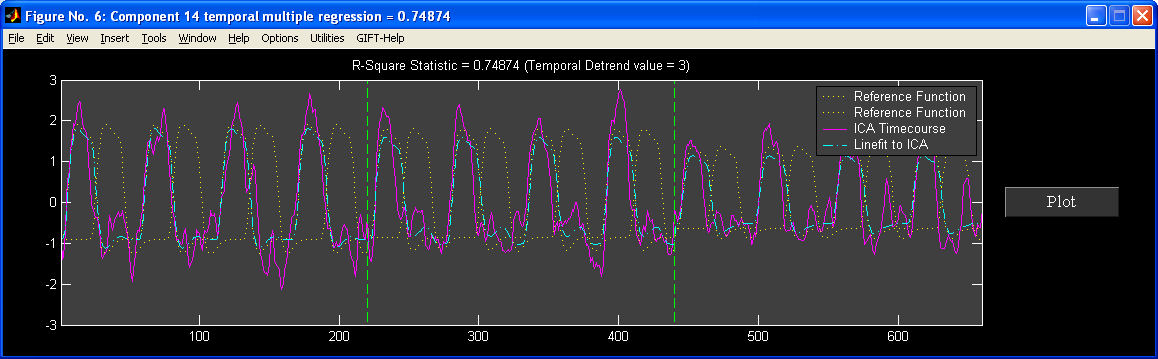 Figure No. 6: Component 14 temporal multiple regression = 0.74874
File Edit View Insert Tools Window Help Options Utilities GIFT-Help
R-Square Statistic = 0.74874 (Temporal Detrend value = 3)
3
2
1
0
-1
-2
-3
100 200 300 400 500 600
Reference Function
Reference Function
ICA Timecourse
Linefit to ICA
Plot